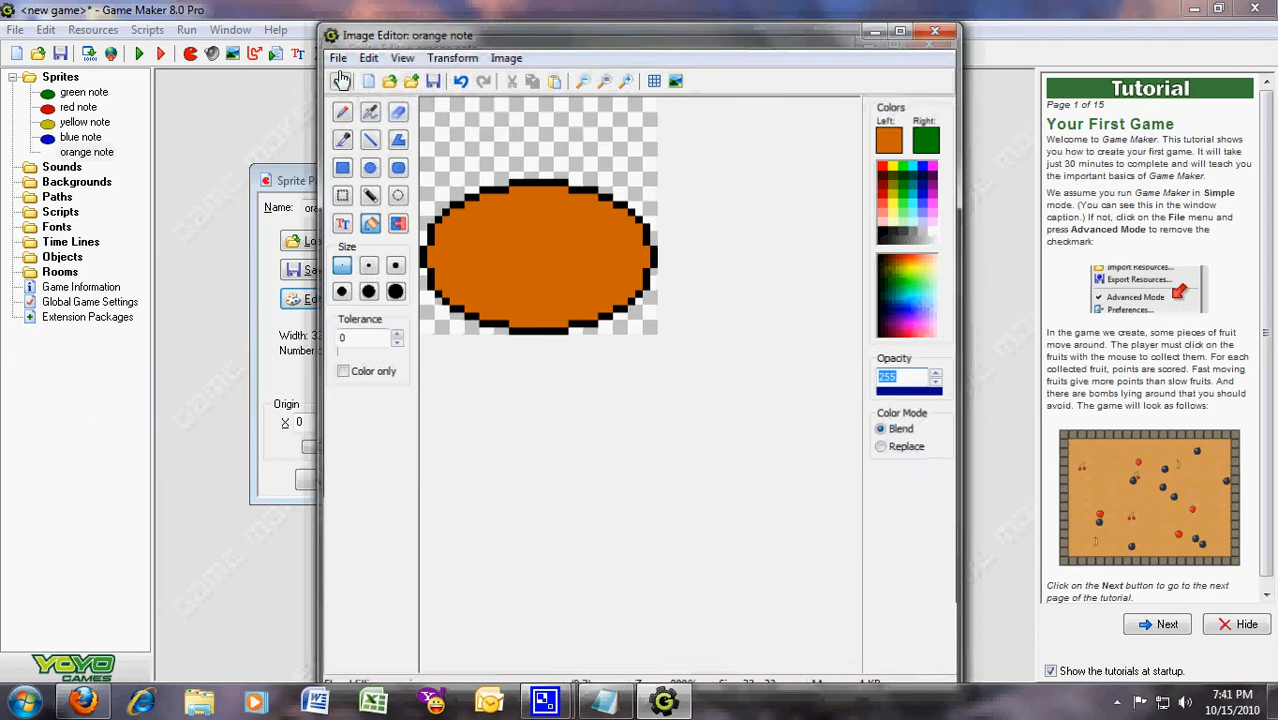 <new game>* - Game Maker 8.0 Pro
File Edit Resources Scripts Run Window Help
Sprites
green note
red note
yellow note
blue note
orange note
Sounds
Backgrounds
Paths
Scripts
Fonts
Time Lines
Objects
Rooms
Game Information
Global Game Settings
Extension Packages
YOYO
GAMES
Name:
Width: 32
Origin
X 0
Image Editor: orange note
File Edit View Transform Image
Size
Tolerance
0
Color only
Colors
Left: Right:
Opacity
255
Color Mode
Blend
Replace
Tutorial
Page 1 of 15
Your First Game
Welcome to Game Maker. This tutorial shows
you how to create your first game. It will take
just 30 minutes to complete and will teach you
the important basics of Game Maker.
We assume you run Game Maker in Simple
mode. (You can see this in the window
caption.) If not, click on the File menu and
press Advanced Mode to remove the
checkmark:
Import Resources...
Export Resources...
Advanced Mode
Preferences...
In the game we create, some pieces of fruit
move around. The player must click on the
fruits with the mouse to collect them. For each
collected fruit, points are scored. Fast moving
fruits give more points than slow fruits. And
there are bombs lying around that you should
avoid. The game will look as follows:
Click on the Next button to go to the next
page of the tutorial.
Next Hide
Show the tutorials at startup.
7:41 PM
10/15/2010